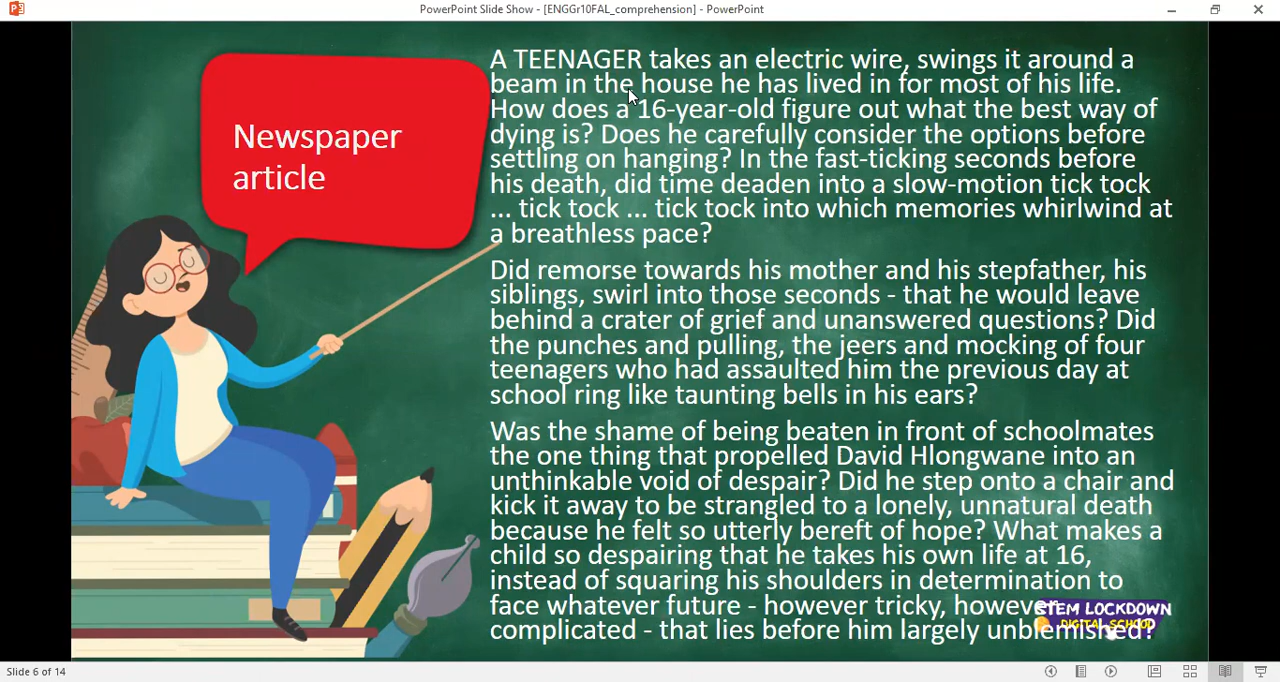 PowerPoint Slide Show - [ENGGr10FAL_comprehension] - PowerPoint
Newspaper
article
A TEENAGER takes an electric wire, swings it around a
beam in the house he has lived in for most of his life.
How does a 16-year-old figure out what the best way of
dying is? Does he carefully consider the options before
settling on hanging? In the fast-ticking seconds before
his death, did time deaden into a slow-motion tick tock
... tick tock ... tick tock into which memories whirlwind at
a breathless pace?
Did remorse towards his mother and his stepfather, his
siblings, swirl into those seconds - that he would leave
behind a crater of grief and unanswered questions? Did
the punches and pulling, the jeers and mocking of four
teenagers who had assaulted him the previous day at
school ring like taunting bells in his ears?
Was the shame of being beaten in front of schoolmates
the one thing that propelled David Hlongwane into an
unthinkable void of despair? Did he step onto a chair and
kick it away to be strangled to a lonely, unnatural death
because he felt so utterly bereft of hope? What makes a
child so despairing that he takes his own life at 16,
instead of squaring his shoulders in determination to
face whatever future - however tricky, however
complicated - that lies before him largely unblemished?
STEM LOCKDOWN
DIGITAL SCHOOL
Slide 6 of 14